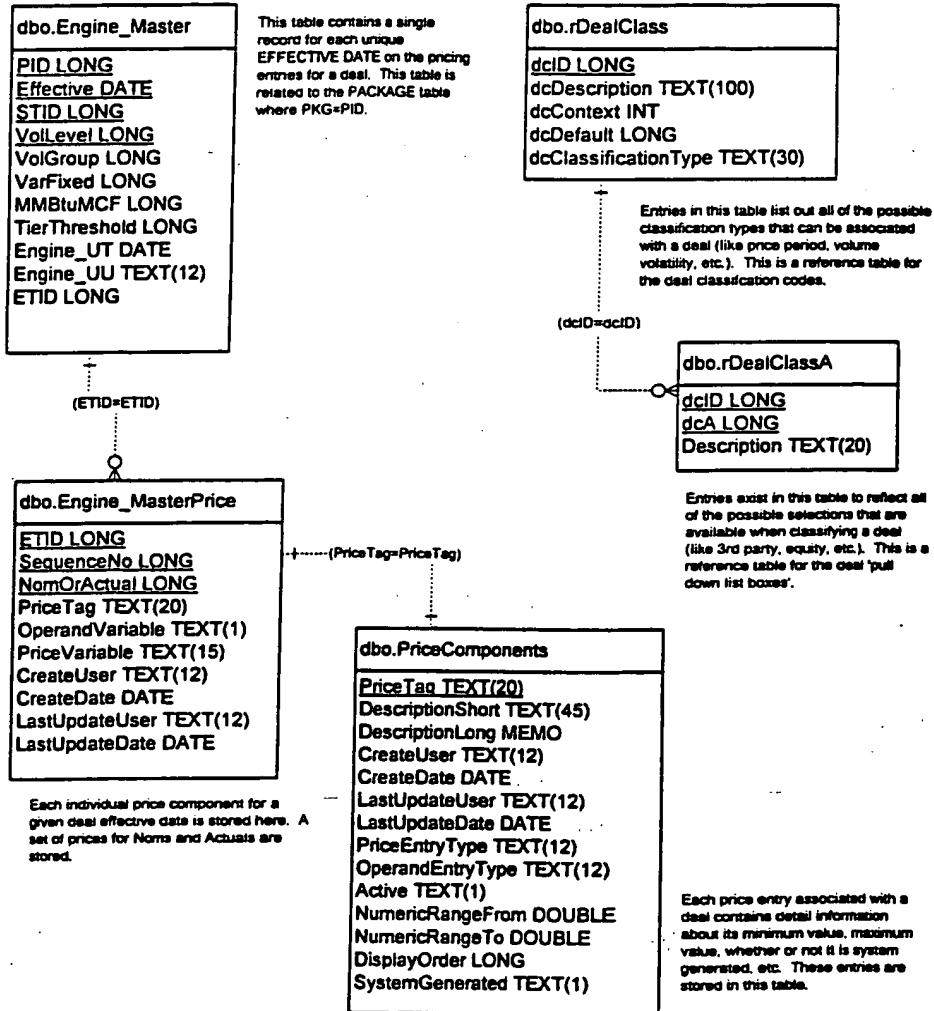 dbo.Engine_Master
PID LONG
Effective DATE
STID LONG
VolLevel LONG
VolGroup LONG
VarFixed LONG
MMBtuMCF LONG
TierThreshold LONG
Engine_UT DATE
Engine_UU TEXT(12)
ETID LONG
This table contains a single
record for each unique
EFFECTIVE DATE on the pricing
entries for a deal. This table is
related to the PACKAGE table
where PKG=PID.
dbo.rDealClass
dcID LONG
dcDescription TEXT(100)
dcContext INT
dcDefault LONG
dcClassificationType TEXT(30)
Entries in this table list out all of the possible
classification types that can be associated
with a deal (like price period, volume
volatility, etc.). This is a reference table for
the deal classifcation codes.
(dcID=dcID)
dbo.rDealClassA
dcID LONG
dcA LONG
Description TEXT(20)
Entries exist in this table to reflect all
of the possible selections that are
available when classifying a deal
(like 3rd party, equity, etc.). This is a
reference table for the deal 'pull
down list boxes'.
(ETID=ETID)
dbo.Engine_MasterPrice
ETID LONG
SequenceNo LONG
NomOrActual LONG
PriceTag TEXT(20)
OperandVariable TEXT(1)
PriceVariable TEXT(15)
CreateUser TEXT(12)
CreateDate DATE
LastUpdateUser TEXT(12)
LastUpdateDate DATE
(PriceTag=PriceTag)
Each individual price component for a
given deal effective date is stored here. A
set of prices for Noms and Actuals are
stored.
dbo.PriceComponents
PriceTag TEXT(20)
DescriptionShort TEXT(45)
DescriptionLong MEMO
CreateUser TEXT(12)
CreateDate DATE
LastUpdateUser TEXT(12)
LastUpdateDate DATE
PriceEntryType TEXT(12)
OperandEntryType TEXT(12)
Active TEXT(1)
NumericRangeFrom DOUBLE
NumericRangeTo DOUBLE
DisplayOrder LONG
SystemGenerated TEXT(1)
Each price entry associated with a
deal contains detail information
about its minimum value, maximum
value, whether or not it is system
generated, etc. These entries are
stored in this table.